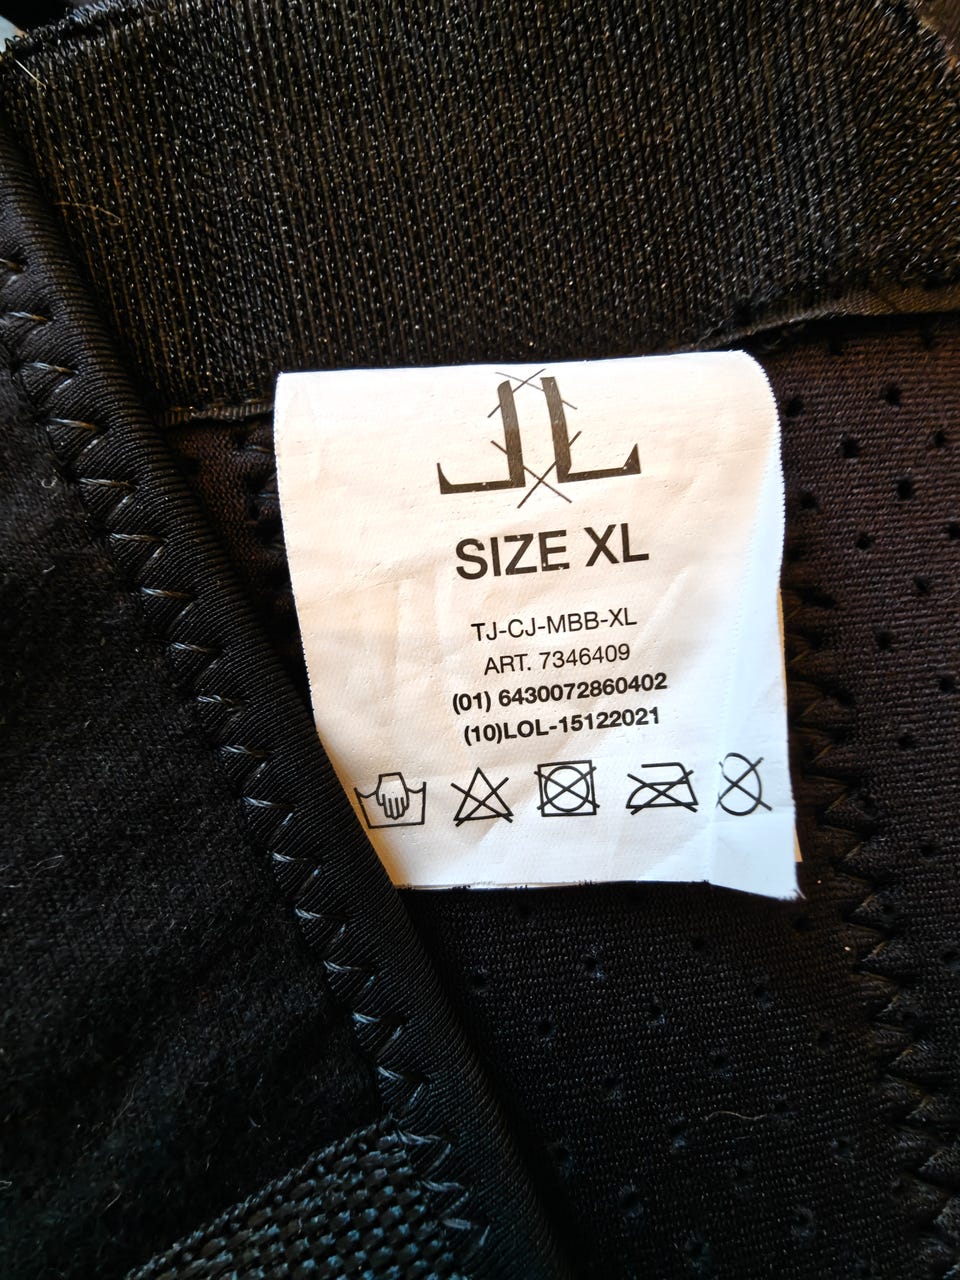 SIZE XL
TJ-CJ-MBB-XL
ART. 7346409
(01) 6430072860402
(10)LOL-15122021